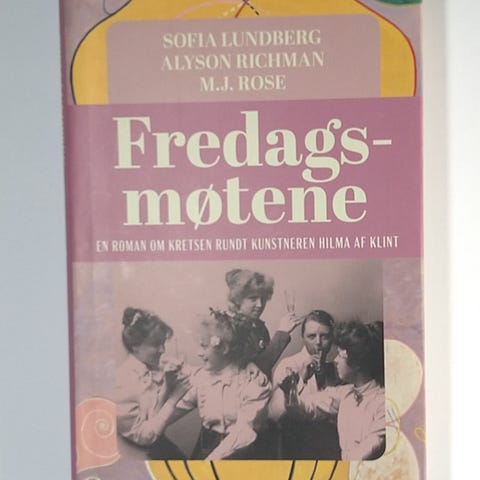 SOFIA LUNDBERG
ALYSON RICHMAN
M.J. ROSE
Fredags-
møtene
EN ROMAN OM KRETSEN RUNDT KUNSTNEREN HILMA AF KLINT